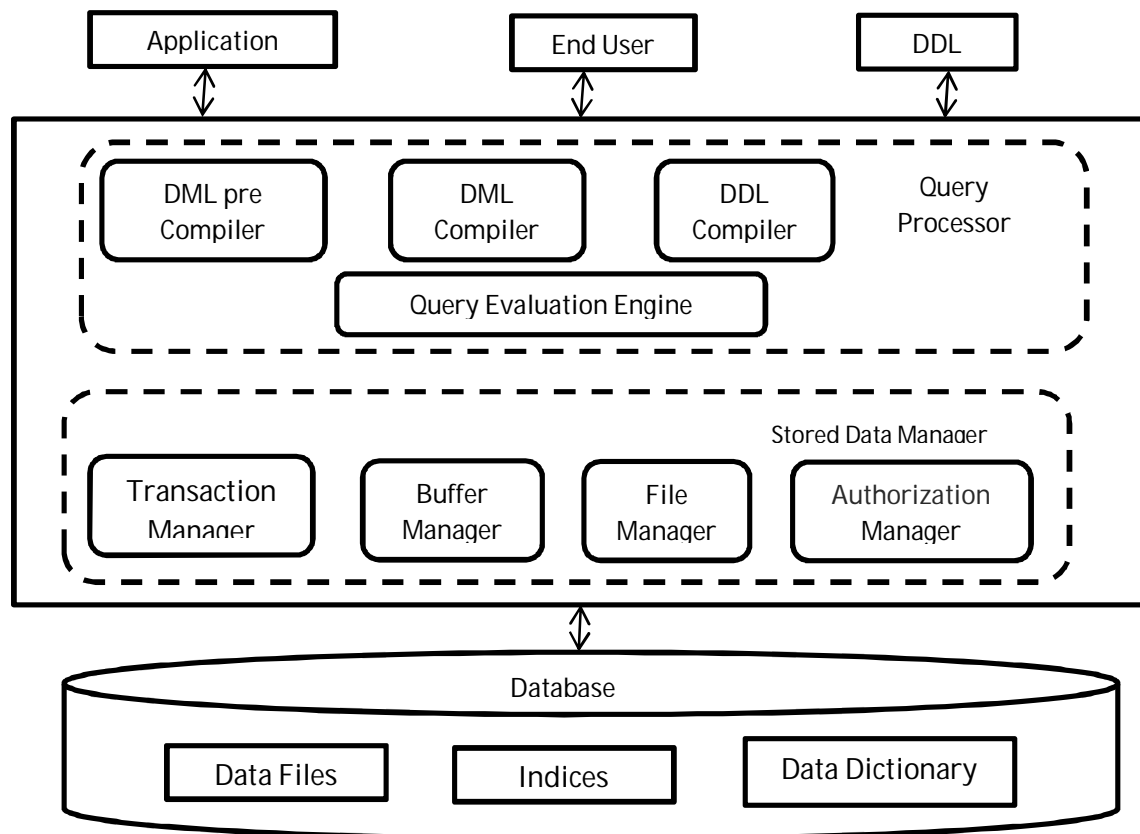 Application
End User
DDL
DML pre
Compiler
DML
Compiler
DDL
Compiler
Query
Processor
Query Evaluation Engine
Stored Data Manager
Transaction
Manager
Buffer
Manager
File
Manager
Authorization
Manager
Database
Data Files
Indices
Data Dictionary